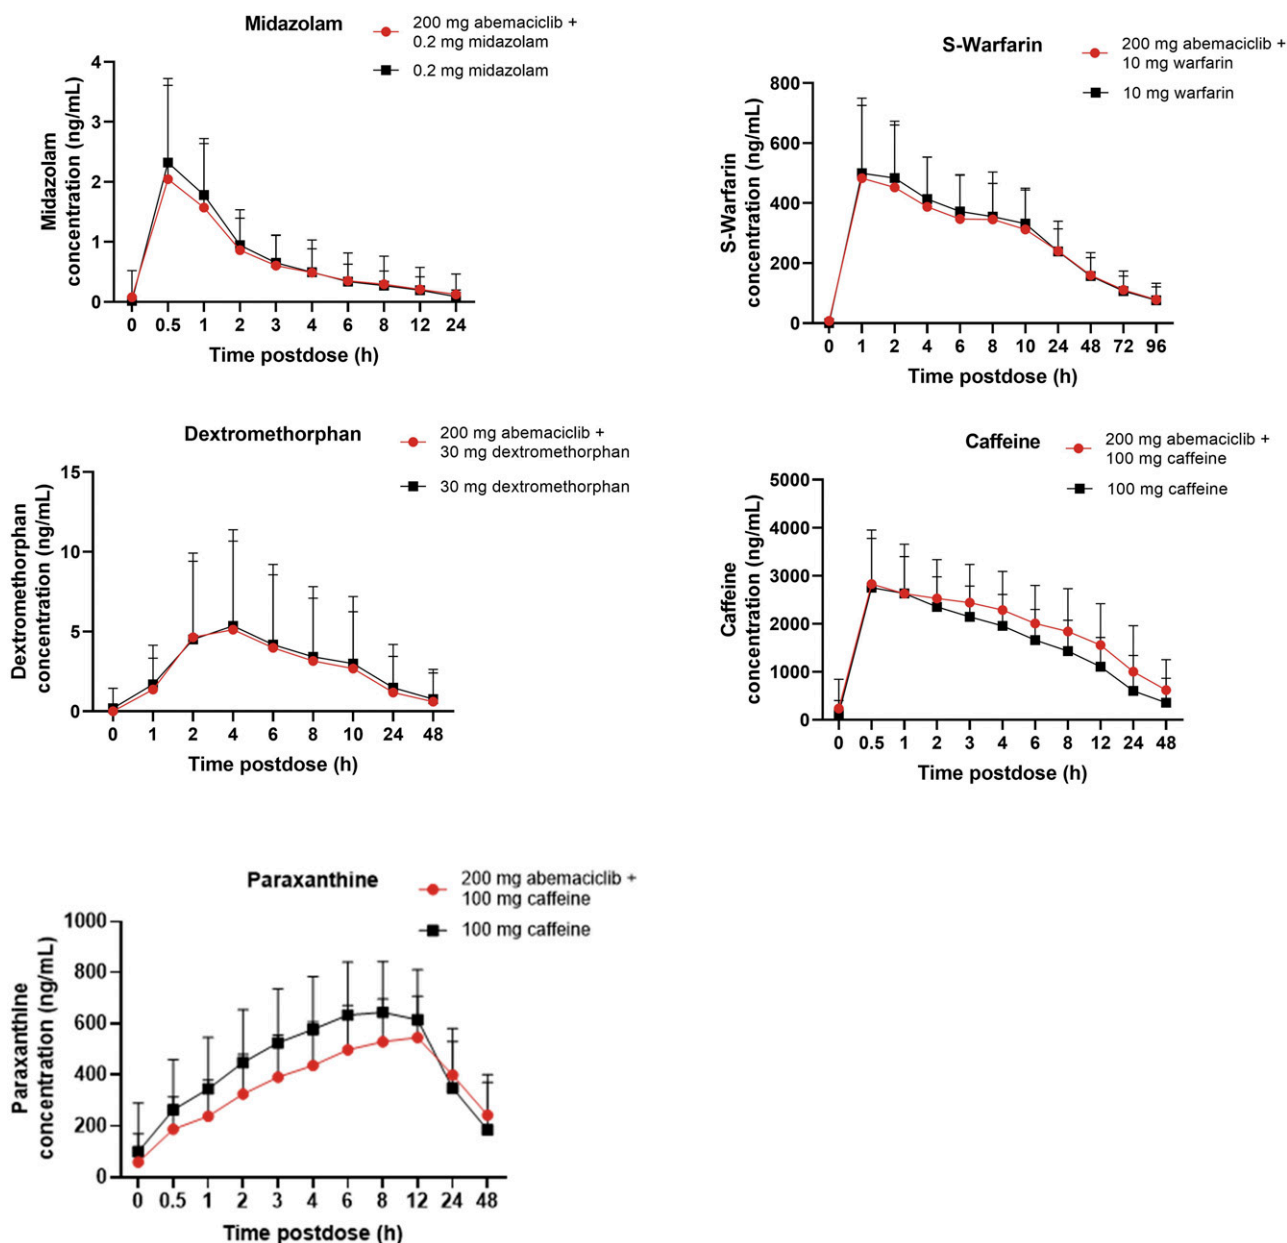 Midazolam
200 mg abemaciclib +
0.2 mg midazolam
0.2 mg midazolam
Midazolam
concentration (ng/mL)
4
3
2
1
0
0 0.5 1 2 3 4 6 8 12 24
Time postdose (h)
S-Warfarin
200 mg abemaciclib +
10 mg warfarin
10 mg warfarin
S-Warfarin
concentration (ng/mL)
800
600
400
200
0
0 1 2 4 6 8 10 24 48 72 96
Time postdose (h)
Dextromethorphan
200 mg abemaciclib +
30 mg dextromethorphan
30 mg dextromethorphan
Dextromethorphan
concentration (ng/mL)
15
10
5
0
0 1 2 4 6 8 10 24 48
Time postdose (h)
Caffeine
200 mg abemaciclib +
100 mg caffeine
100 mg caffeine
Caffeine
concentration (ng/mL)
5000
4000
3000
2000
1000
0
0 0.5 1 2 3 4 6 8 12 24 48
Time postdose (h)
Paraxanthine
200 mg abemaciclib +
100 mg caffeine
100 mg caffeine
Paraxanthine
concentration (ng/mL)
1000
800
600
400
200
0
0 0.5 1 2 3 4 6 8 12 24 48
Time postdose (h)